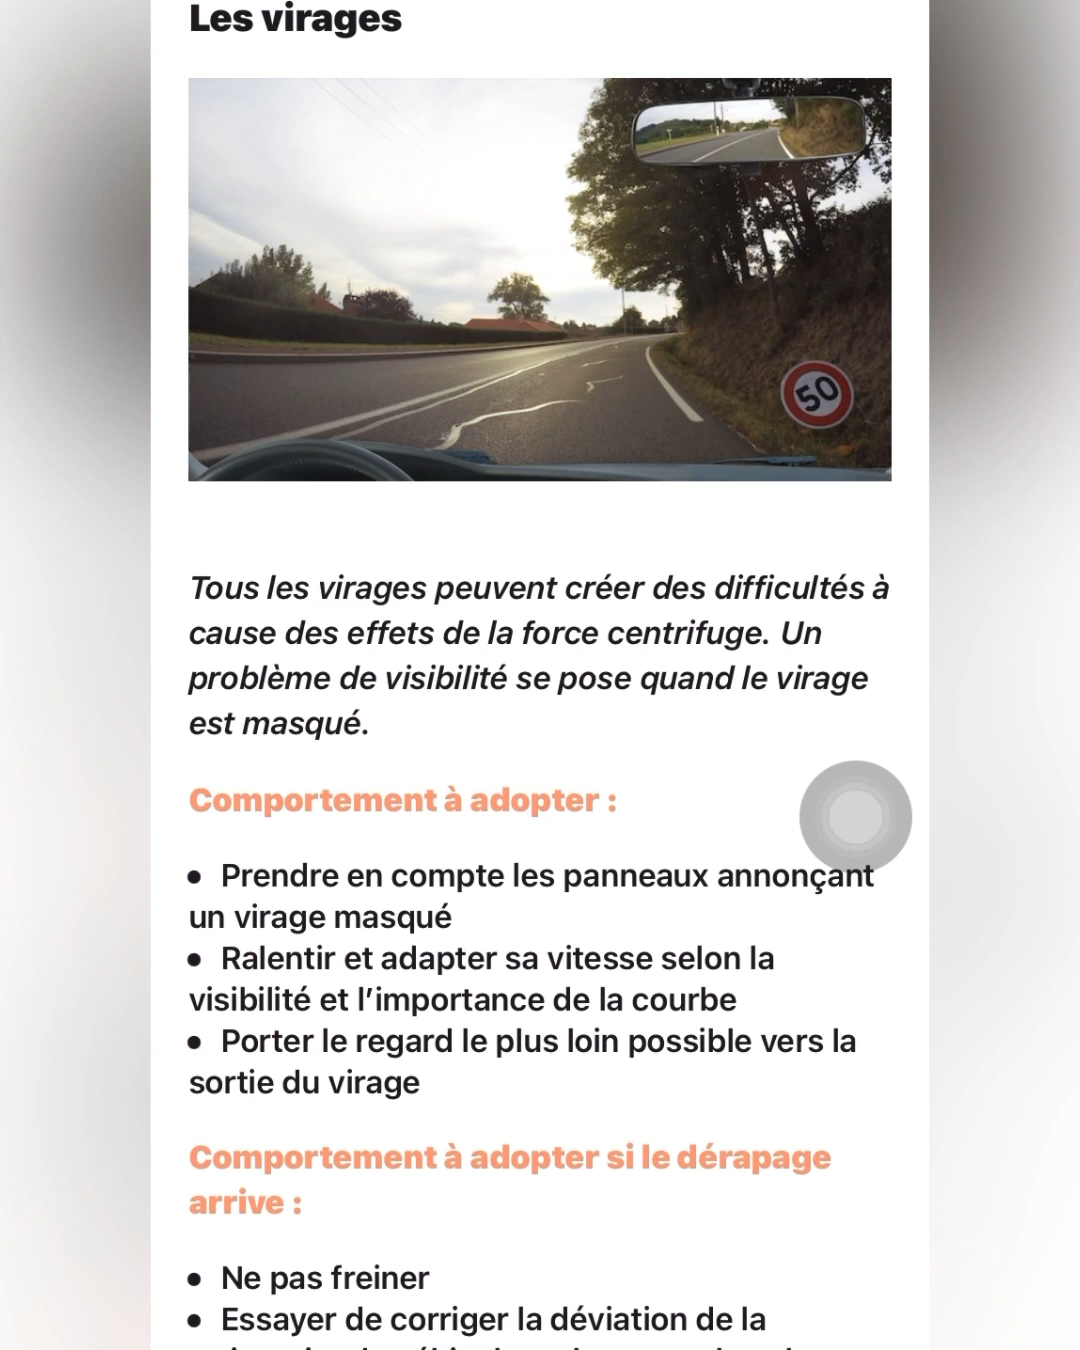 Les virages
50
Tous les virages peuvent créer des difficultés à
cause des effets de la force centrifuge. Un
problème de visibilité se pose quand le virage
est masqué.
Comportement à adopter :
• Prendre en compte les panneaux annonçant
un virage masqué
• Ralentir et adapter sa vitesse selon la
visibilité et l’importance de la courbe
• Porter le regard le plus loin possible vers la
sortie du virage
Comportement à adopter si le dérapage
arrive :
• Ne pas freiner
• Essayer de corriger la déviation de la